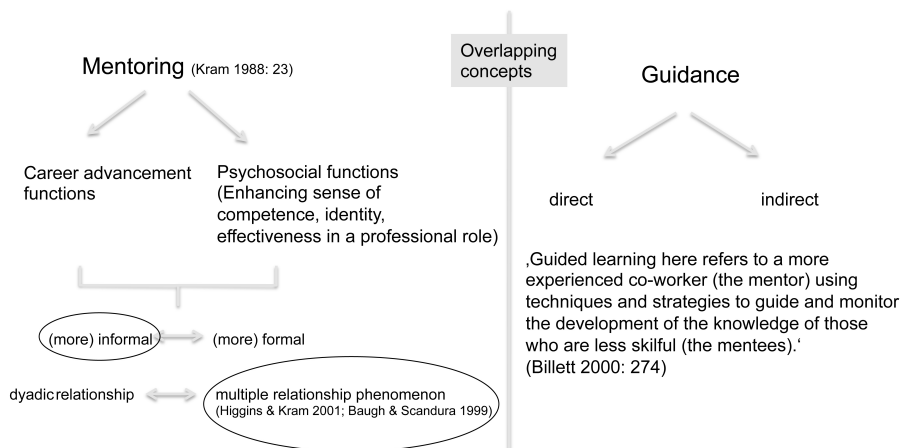 Mentoring (Kram 1988: 23)
Career advancement
functions
Psychosocial functions
(Enhancing sense of
competence, identity,
effectiveness in a professional role)
(more) informal
(more) formal
dyadic relationship
multiple relationship phenomenon
(Higgins & Kram 2001; Baugh & Scandura 1999)
Overlapping
concepts
Guidance
direct
indirect
‚Guided learning here refers to a more
experienced co-worker (the mentor) using
techniques and strategies to guide and monitor
the development of the knowledge of those
who are less skilful (the mentees).‘
(Billett 2000: 274)